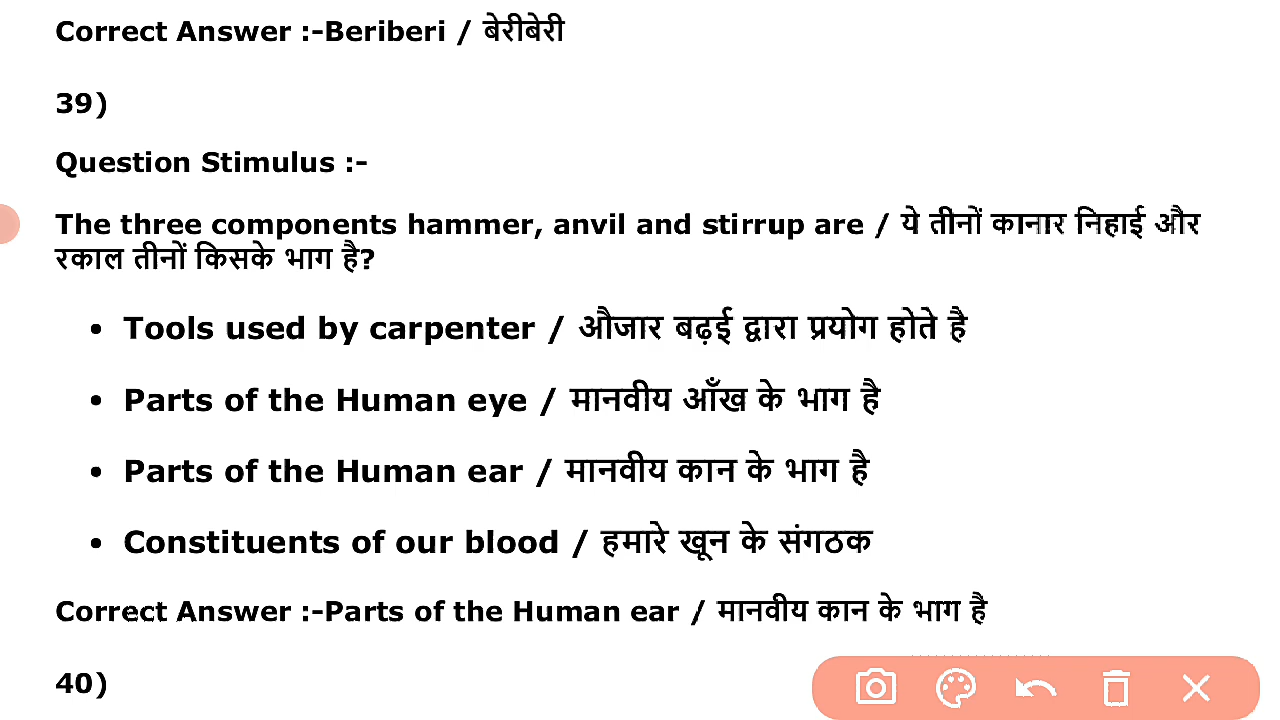 Correct Answer :-Beriberi / बेरीबेरी
39)
Question Stimulus :-
The three components hammer, anvil and stirrup are / ये तीनों कानार निहाई और
रकाल तीनों किसके भाग है?
• Tools used by carpenter / औजार बढ़ई द्वारा प्रयोग होते है
• Parts of the Human eye / मानवीय आँख के भाग है
• Parts of the Human ear / मानवीय कान के भाग है
• Constituents of our blood / हमारे खून के संगठक
Correct Answer :-Parts of the Human ear / मानवीय कान के भाग है
40)